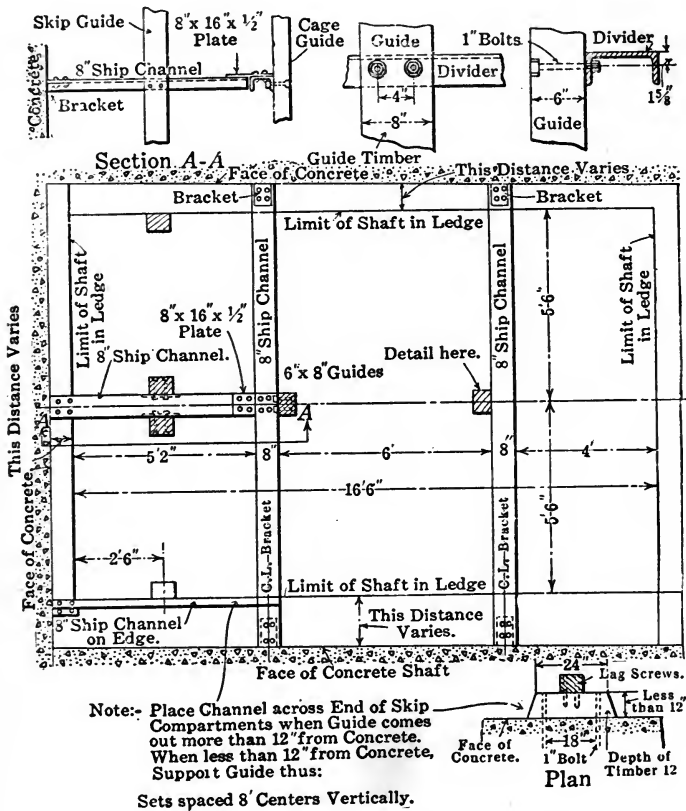 Skip Guide
8"x 16"x ½"
Plate
Cage
Guide
8"Ship Channel
Concrete
Bracket
Guide
Divider
4"
8"
Guide Timber
1"Bolts
Divider
6"
Guide
1⅝"
Section A-A
Face of Concrete
This Distance Varies
Bracket
Bracket
Limit of Shaft in Ledge
Limit of Shaft
in Ledge
8"Ship Channel
8"Ship Channel
5'-6"
Limit of Shaft
in Ledge
8"x 16"x ½"
Plate
8"Ship Channel.
6"x 8"Guides
Detail here.
This Distance Varies
A
A
5'2"
8"
6'
8"
4'
16'6"
5'-6"
Face of Concrete
2'6"
C.L.-Bracket
C.L.-Bracket
Limit of Shaft in Ledge
8"Ship Channel
on Edge.
This Distance
Varies.
Face of Concrete Shaft
24
Lag Screws.
Less
than 12"
Note:- Place Channel across End of Skip
Compartments when Guide comes
out more than 12"from Concrete.
When less than 12"from Concrete,
Support Guide thus:
Face of
Concrete.
18"
1"Bolt
Depth of
Timber 12
Plan
Sets spaced 8' Centers Vertically.